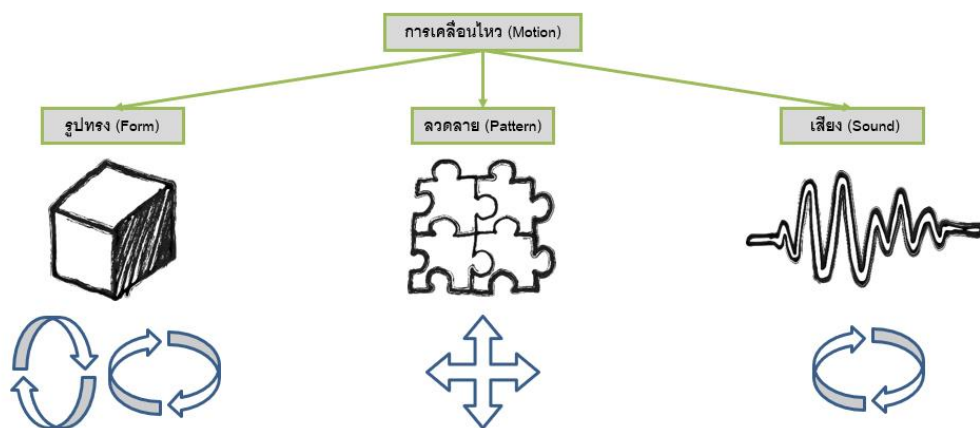 การเคลื่อนไหว (Motion)
รูปทรง (Form)
ลวดลาย (Pattern)
เสียง (Sound)